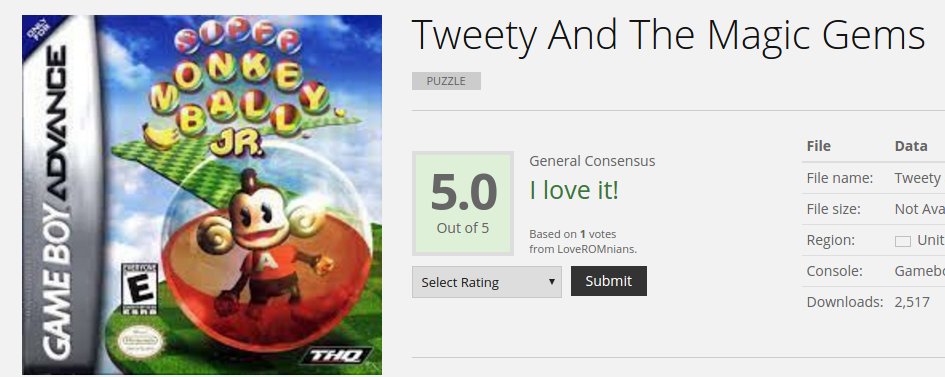 ONLY FOR
GAME BOY ADVANCE
SUPER
MONKEY
BALL
JR.
A
EVERYONE
E
ESRB
Nintendo
THQ
Tweety And The Magic Gems
PUZZLE
5.0
Out of 5
General Consensus
I love it!
Based on 1 votes
from LoveROMnians.
Select Rating
Submit
File Data
File name: Tweety
File size: Not Ava
Region: Unit
Console: Gamebo
Downloads: 2,517